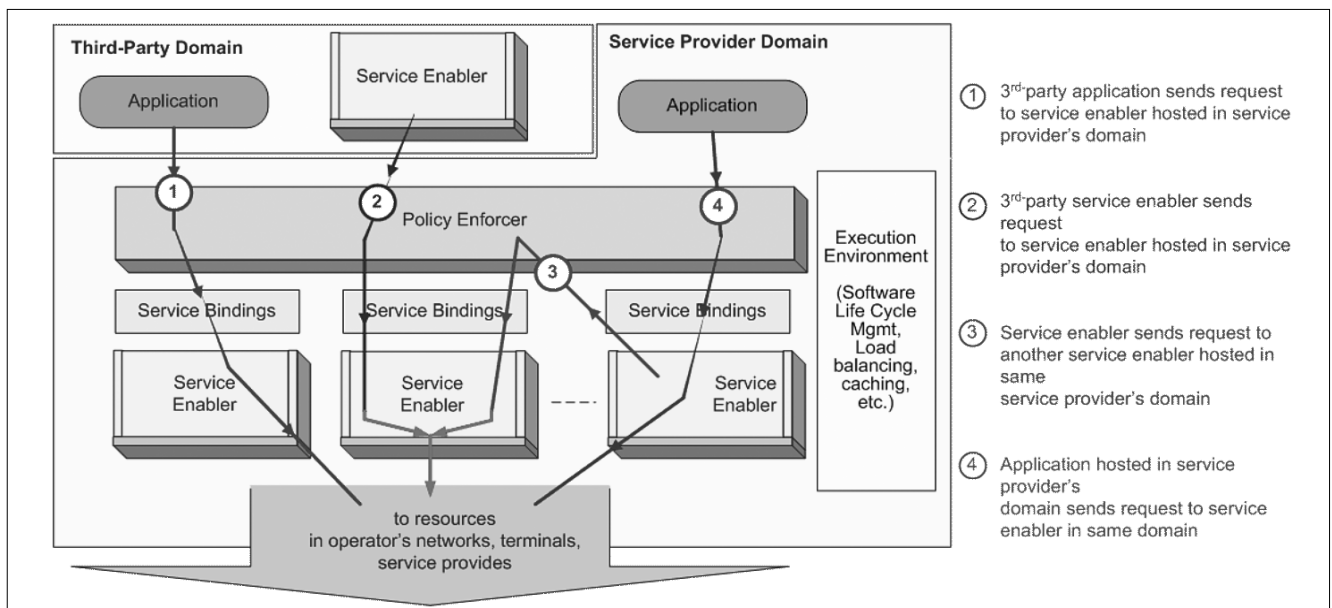 Third-Party Domain
Application
Service Enabler
Service Provider Domain
Application
1
2
4
Policy Enforcer
3
Service Bindings
Service Bindings
Service Bindings
Service
Enabler
Service
Enabler
Service
Enabler
Execution
Environment
(Software
Life Cycle
Mgmt,
Load
balancing,
caching,
etc.)
to resources
in operator's networks, terminals,
service provides
1 3rd-party application sends request
to service enabler hosted in service
provider's domain
2 3rd-party service enabler sends
request
to service enabler hosted in service
provider's domain
3 Service enabler sends request to
another service enabler hosted in
same
service provider's domain
4 Application hosted in service
provider's
domain sends request to service
enabler in same domain